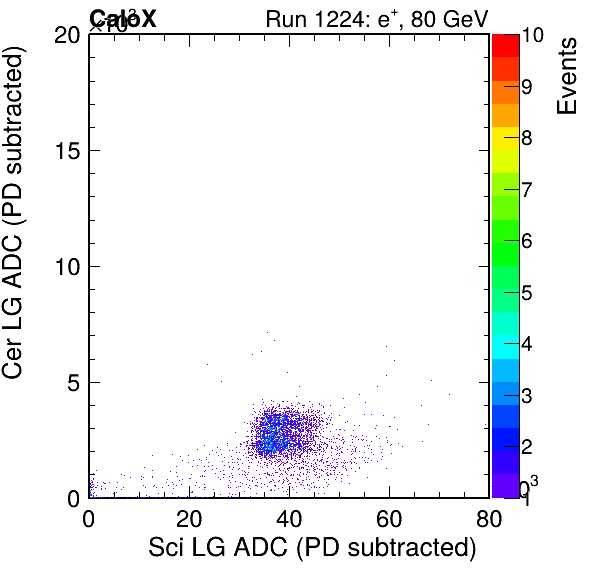 CaloX
×10³
Run 1224: e⁺, 80 GeV
20
15
10
5
0
Cer LG ADC (PD subtracted)
0 20 40 60 80
Sci LG ADC (PD subtracted)
10
9
8
7
6
5
4
3
2
1
Events